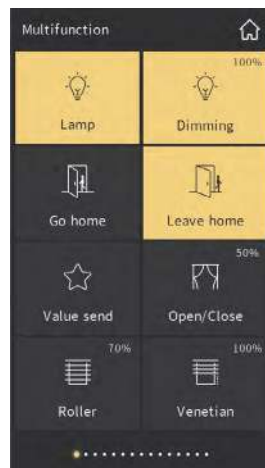 Multifunction
100%
Lamp
Dimming
Go home
Leave home
50%
Value send
Open/Close
70%
100%
Roller
Venetian